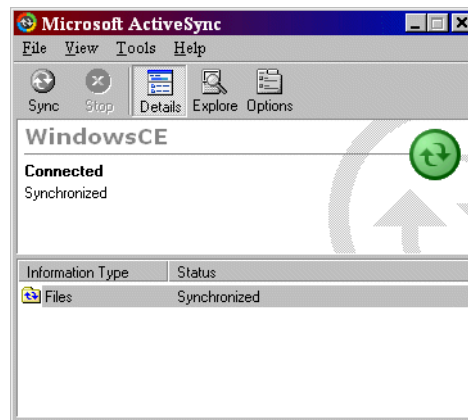 Microsoft ActiveSync
File View Tools Help
Sync Stop Details Explore Options
WindowsCE
Connected
Synchronized
Information Type Status
Files Synchronized